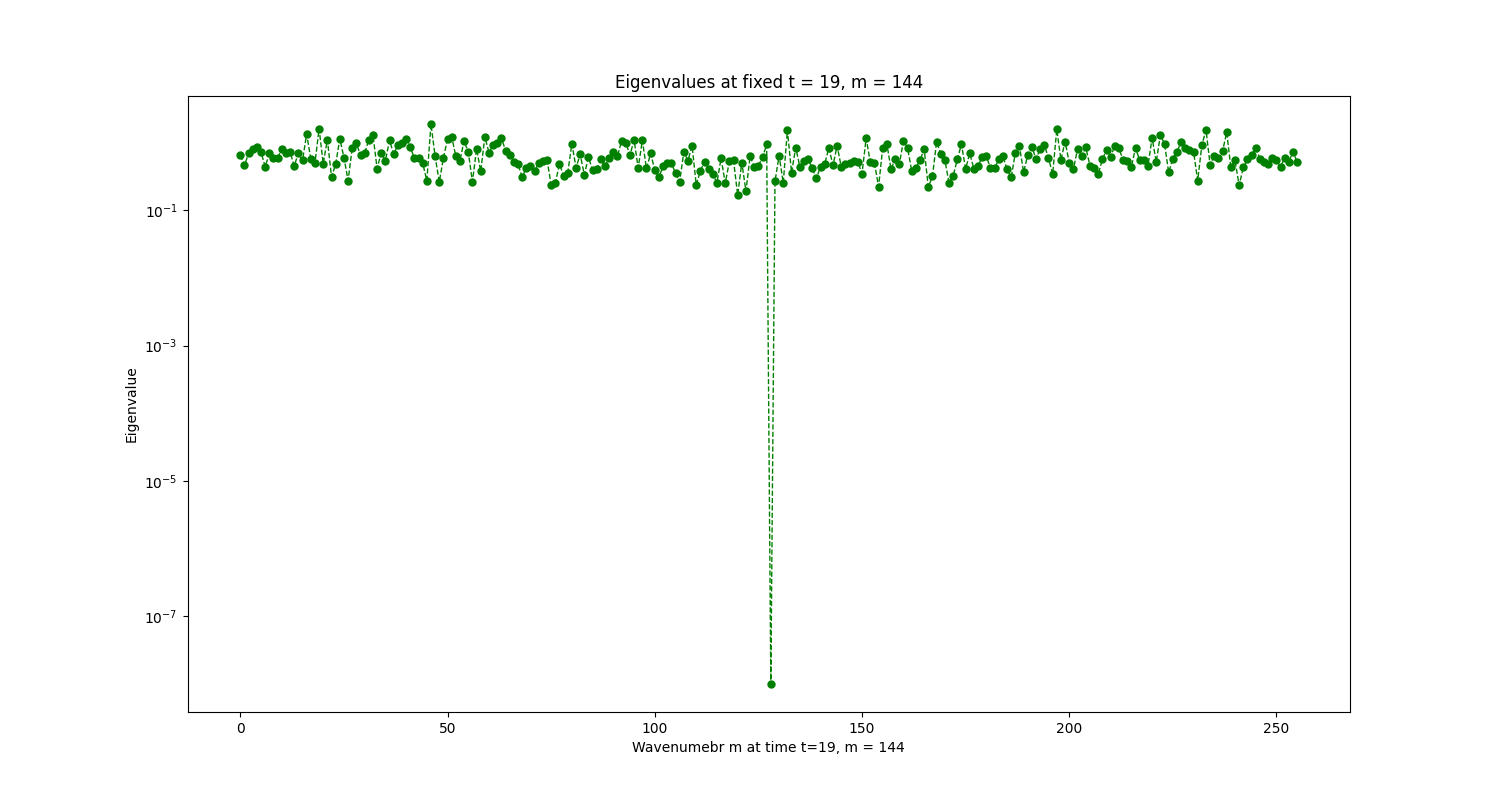 Eigenvalues at fixed t = 19, m = 144
Eigenvalue
10⁻¹
10⁻³
10⁻⁵
10⁻⁷
0 50 100 150 200 250
Wavenumebr m at time t=19, m = 144